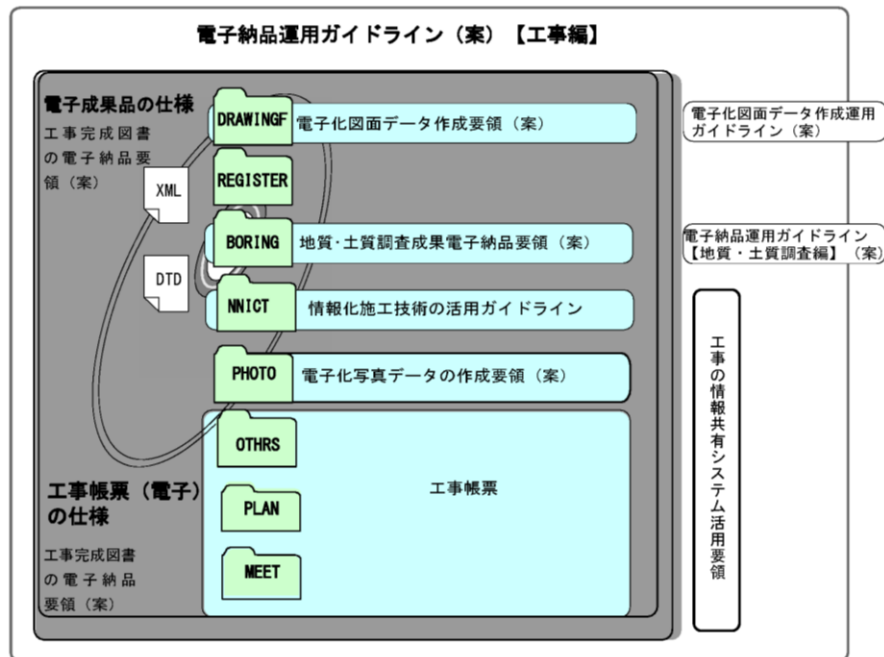 電子納品運用ガイドライン（案）【工事編】
電子成果品の仕様
工事完成図書
の電子納品要
領（案）
XML
DTD
DRAWINGF
電子化図面データ作成要領（案）
REGISTER
BORING
地質・土質調査成果電子納品要領（案）
NNICT
情報化施工技術の活用ガイドライン
PHOTO
電子化写真データの作成要領（案）
OTHRS
PLAN
MEET
工事帳票
工事帳票（電子）
の仕様
工事完成図書
の電子納品
要領（案）
電子化図面データ作成運用
ガイドライン（案）
電子納品運用ガイドライン
【地質・土質調査編】（案）
工事の情報共有システム活用要領